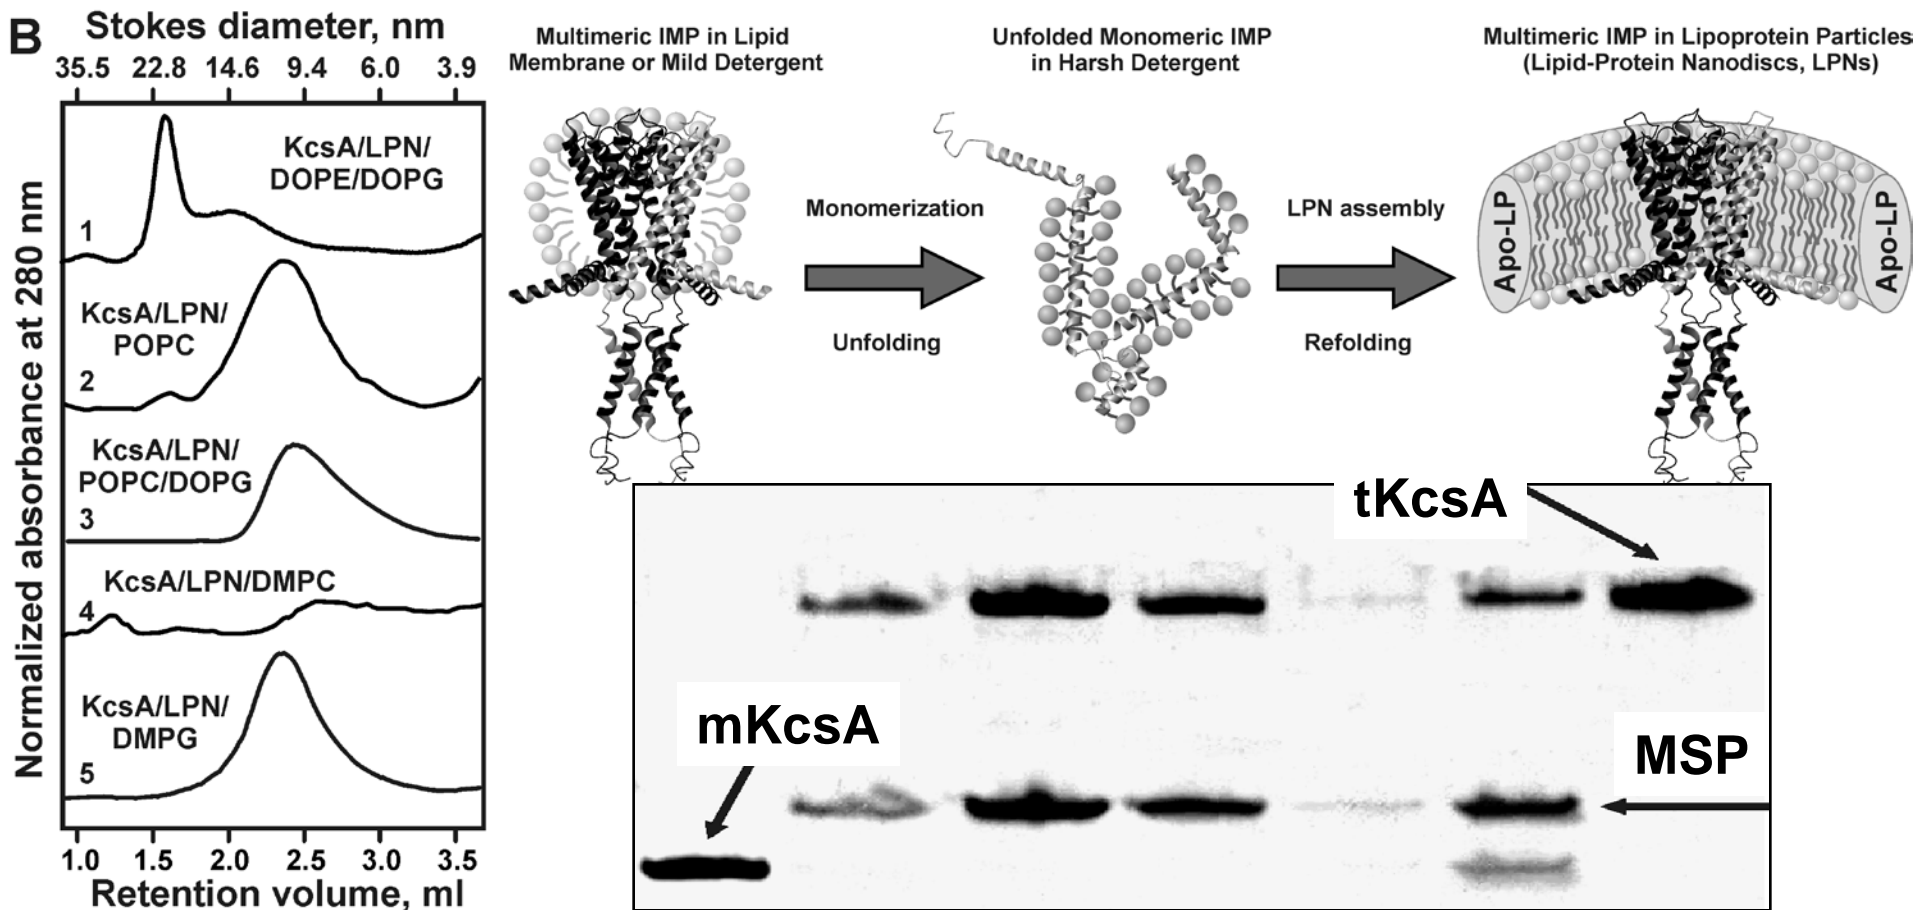 B
Stokes diameter, nm
35.5 22.8 14.6 9.4 6.0 3.9
Normalized absorbance at 280 nm
KcsA/LPN/
DOPE/DOPG
1
KcsA/LPN/
POPC
2
KcsA/LPN/
POPC/DOPG
3
KcsA/LPN/DMPC
4
KcsA/LPN/
DMPG
5
1.0 1.5 2.0 2.5 3.0 3.5
Retention volume, ml
Multimeric IMP in Lipid
Membrane or Mild Detergent
Monomerization
Unfolding
Unfolded Monomeric IMP
in Harsh Detergent
LPN assembly
Refolding
Multimeric IMP in Lipoprotein Particles
(Lipid-Protein Nanodiscs, LPNs)
Apo-LP
Apo-LP
tKcsA
mKcsA
MSP